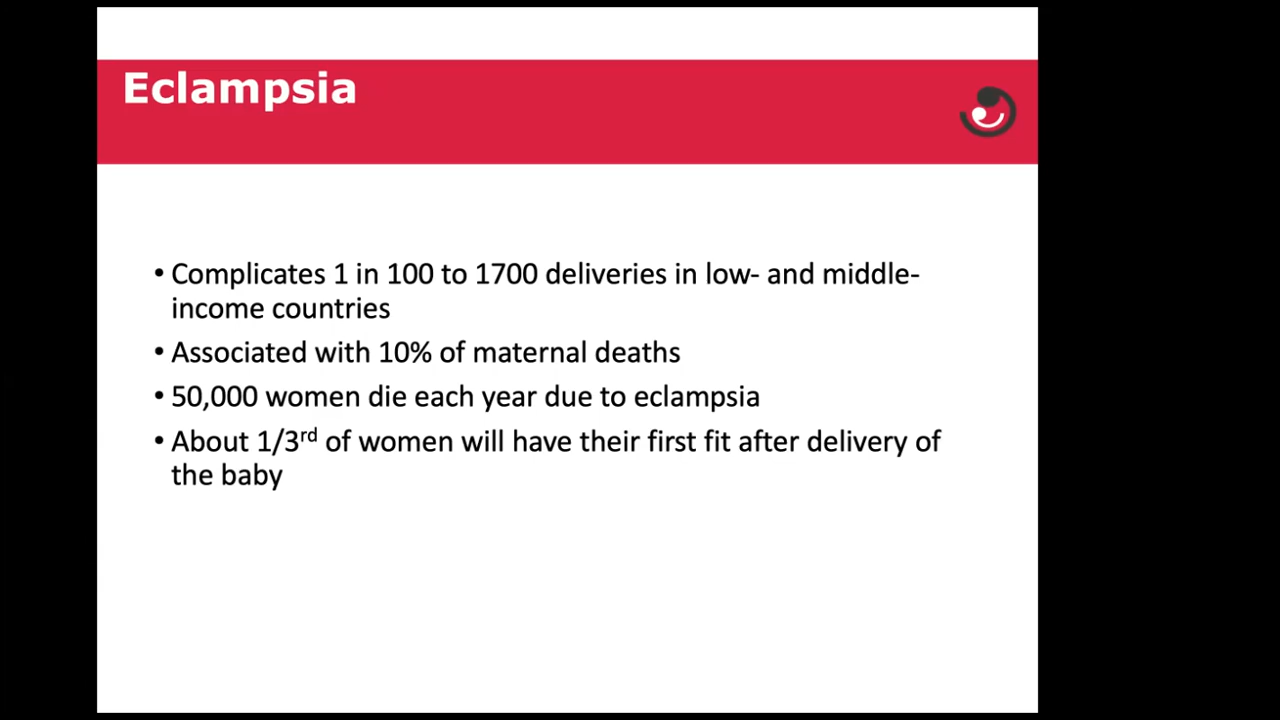 Eclampsia
• Complicates 1 in 100 to 1700 deliveries in low- and middle-
income countries
• Associated with 10% of maternal deaths
• 50,000 women die each year due to eclampsia
• About 1/3rd of women will have their first fit after delivery of
the baby